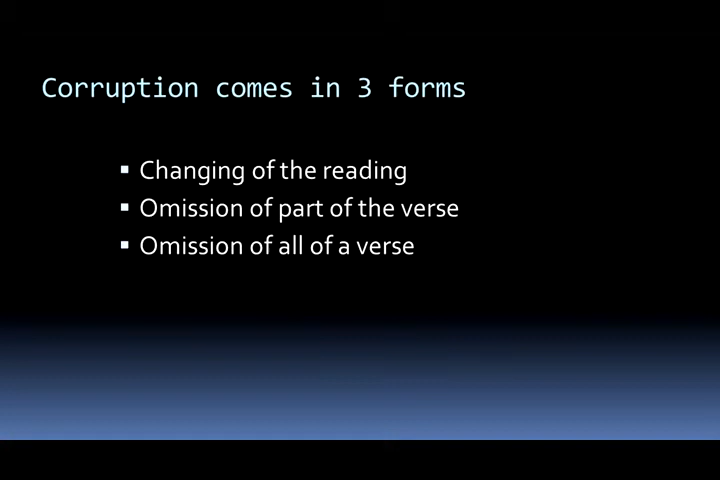 Corruption comes in 3 forms
▪ Changing of the reading
▪ Omission of part of the verse
▪ Omission of all of a verse